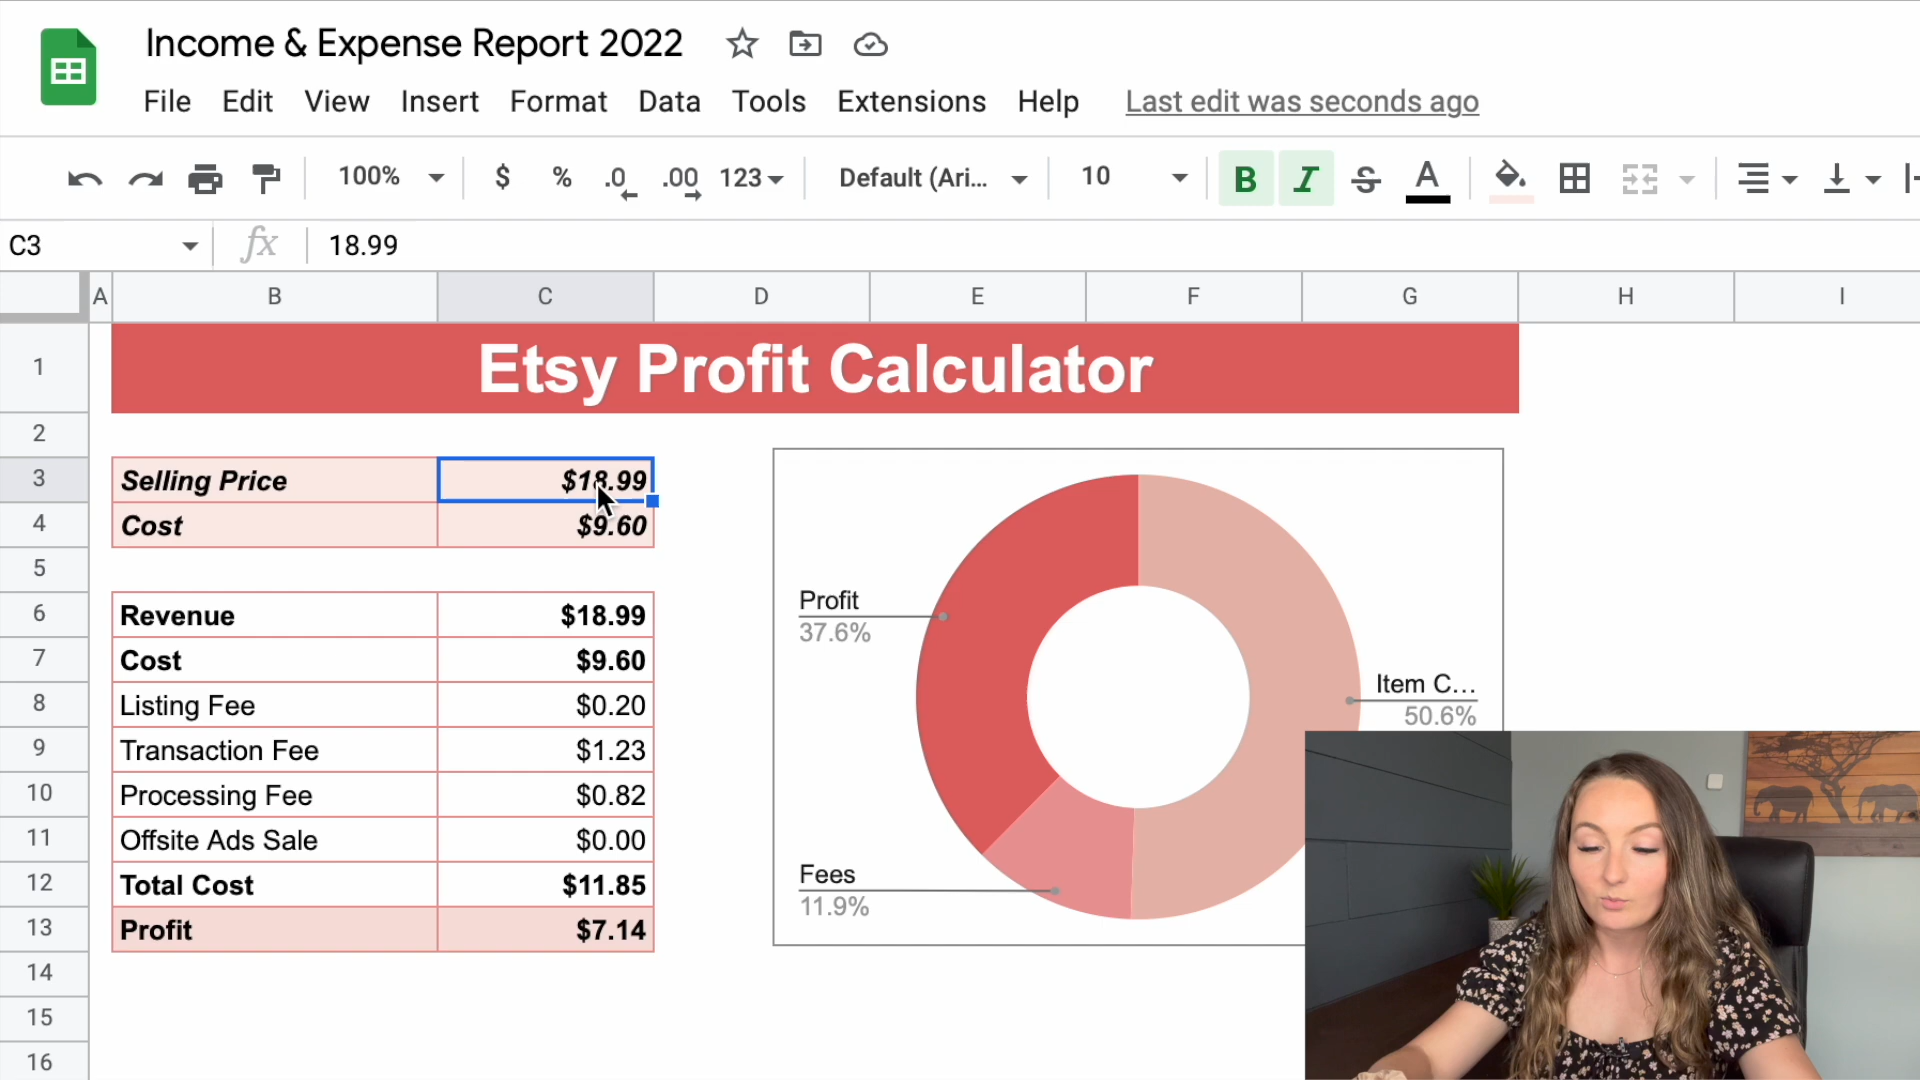 Income & Expense Report 2022
File Edit View Insert Format Data Tools Extensions Help Last edit was seconds ago
100% $ % .0 .00 123 Default (Ari... 10 B I S A
C3 fx 18.99
A B C D E F G H I
1 Etsy Profit Calculator
2
3 Selling Price $18.99
4 Cost $9.60
5
6 Revenue $18.99
7 Cost $9.60
8 Listing Fee $0.20
9 Transaction Fee $1.23
10 Processing Fee $0.82
11 Offsite Ads Sale $0.00
12 Total Cost $11.85
13 Profit $7.14
14
15
16
Profit
37.6%
Item C...
50.6%
Fees
11.9%